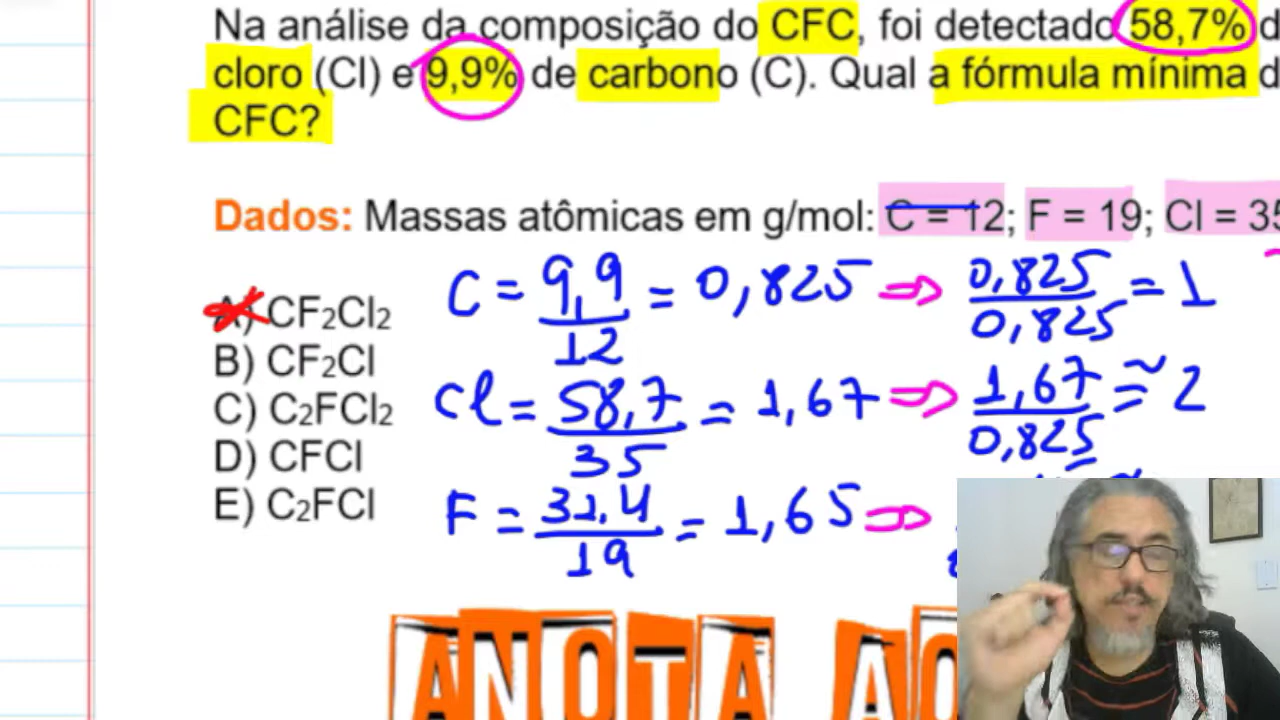 Na análise da composição do CFC, foi detectado 58,7% d
cloro (Cl) e 9,9% de carbono (C). Qual a fórmula mínima d
CFC?
Dados: Massas atômicas em g/mol: C = 12; F = 19; Cl = 35
A) CF2Cl2
B) CF2Cl
C) C2FCl2
D) CFCl
E) C2FCl
C = 9,9 / 12 = 0,825 ⇒ 0,825 / 0,825 = 1
Cl = 58,7 / 35 = 1,67 ⇒ 1,67 / 0,825 ≅ 2
F = 31,4 / 19 = 1,65 ⇒
ANOTA AO